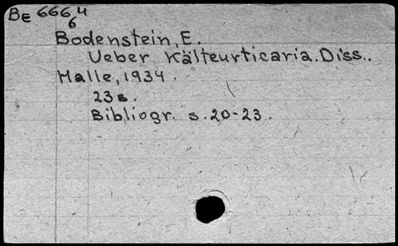 BE 666 4
6
Bodenstein, E.
Ueber Kälteurticaria. Diss..
Halle, 1934.
23 s.
Bibliogr. s. 20-23.